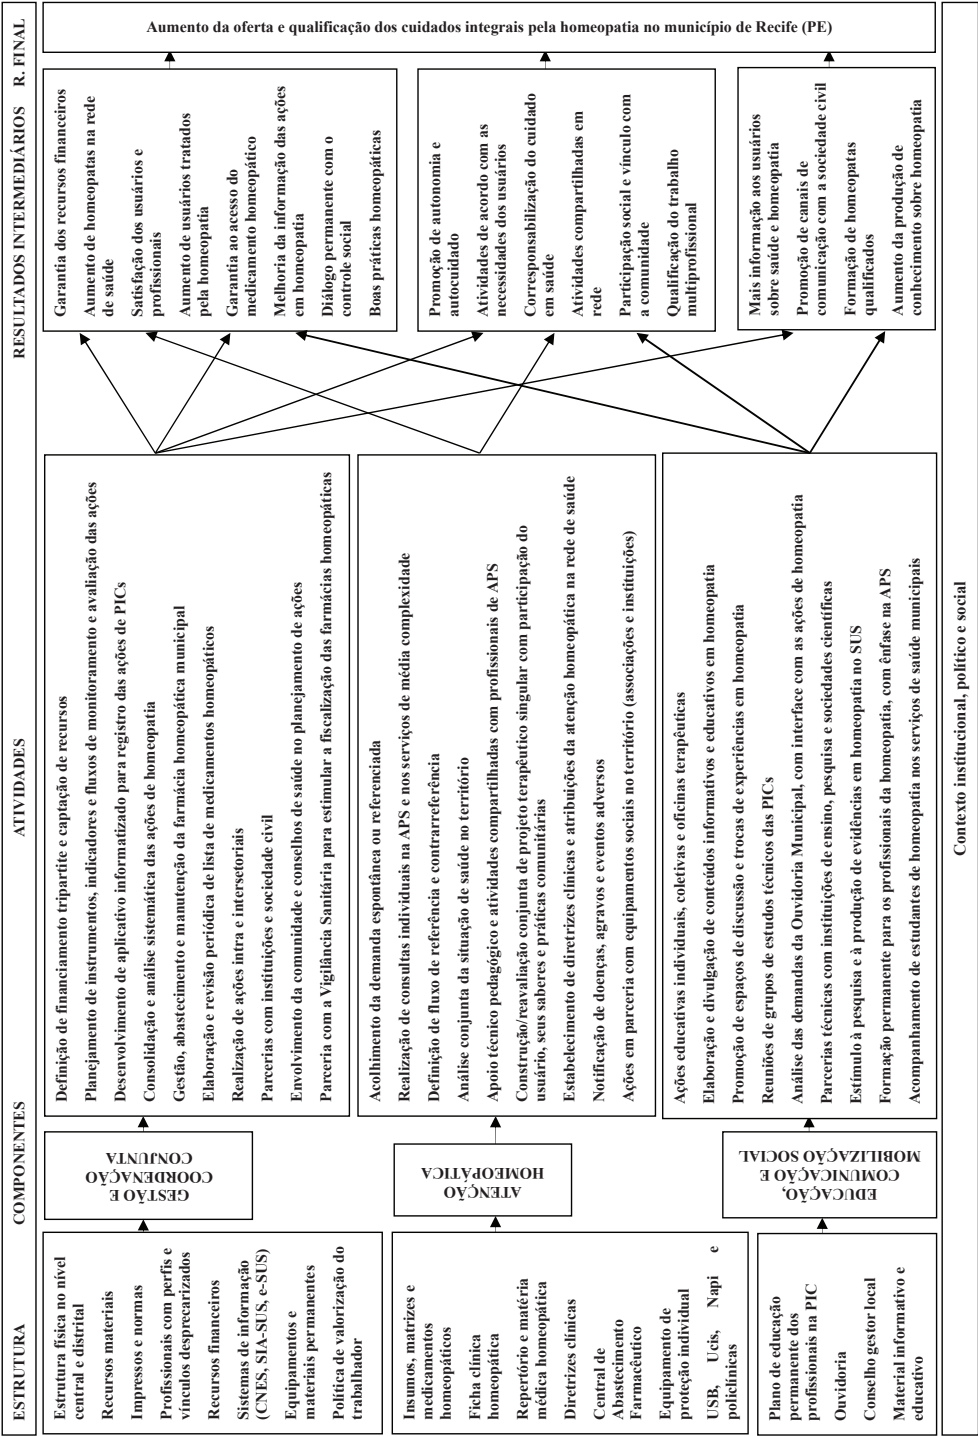 ESTRUTURA
COMPONENTES
ATIVIDADES
RESULTADOS INTERMEDIÁRIOS
R. FINAL
Estrutura física no nível
central e distrital
Recursos materiais
Impressos e normas
Profissionais com perfis e
vínculos desprecarizados
Recursos financeiros
Sistemas de informação
(CNES, SIA-SUS, e-SUS)
Equipamentos e
materiais permanentes
Política de valorização do
trabalhador
GESTÃO E
COORDENAÇÃO
CONJUNTA
Definição de financiamento tripartite e captação de recursos
Planejamento de instrumentos, indicadores e fluxos de monitoramento e avaliação das ações
Desenvolvimento de aplicativo informatizado para registro das ações de PICs
Consolidação e análise sistemática das ações de homeopatia
Gestão, abastecimento e manutenção da farmácia homeopática municipal
Elaboração e revisão periódica de lista de medicamentos homeopáticos
Realização de ações intra e intersetoriais
Parcerias com instituições e sociedade civil
Envolvimento da comunidade e conselhos de saúde no planejamento de ações
Parceria com a Vigilância Sanitária para estimular a fiscalização das farmácias homeopáticas
Garantia dos recursos financeiros
Aumento de homeopatas na rede
de saúde
Satisfação dos usuários e
profissionais
Aumento de usuários tratados
pela homeopatia
Garantia ao acesso do
medicamento homeopático
Melhoria da informação das ações
em homeopatia
Diálogo permanente com o
controle social
Boas práticas homeopáticas
Insumos, matrizes e
medicamentos
homeopáticos
Ficha clínica
homeopática
Repertório e matéria
médica homeopática
Diretrizes clínicas
Central de
Abastecimento
Farmacêutico
Equipamento de
proteção individual
USB, Ucis, Napi e
policlínicas
ATENÇÃO
HOMEOPÁTICA
Acolhimento da demanda espontânea ou referenciada
Realização de consultas individuais na APS e nos serviços de média complexidade
Definição de fluxo de referência e contrarreferência
Análise conjunta da situação de saúde no território
Apoio técnico pedagógico e atividades compartilhadas com profissionais de APS
Construção/reavaliação conjunta de projeto terapêutico singular com participação do
usuário, seus saberes e práticas comunitárias
Estabelecimento de diretrizes clínicas e atribuições da atenção homeopática na rede de saúde
Notificação de doenças, agravos e eventos adversos
Ações em parceria com equipamentos sociais no território (associações e instituições)
Promoção de autonomia e
autocuidado
Atividades de acordo com as
necessidades dos usuários
Corresponsabilização do cuidado
em saúde
Atividades compartilhadas em
rede
Participação social e vínculo com
a comunidade
Qualificação do trabalho
multiprofissional
Plano de educação
permanente dos
profissionais na PIC
Ouvidoria
Conselho gestor local
Material informativo e
educativo
EDUCAÇÃO,
COMUNICAÇÃO E
MOBILIZAÇÃO SOCIAL
Ações educativas individuais, coletivas e oficinas terapêuticas
Elaboração e divulgação de conteúdos informativos e educativos em homeopatia
Promoção de espaços de discussão e trocas de experiências em homeopatia
Reuniões de grupos de estudos técnicos das PICs
Análise das demandas da Ouvidoria Municipal, com interface com as ações de homeopatia
Parcerias técnicas com instituições de ensino, pesquisa e sociedades científicas
Estímulo à pesquisa e à produção de evidências em homeopatia no SUS
Formação permanente para os profissionais da homeopatia, com ênfase na APS
Acompanhamento de estudantes de homeopatia nos serviços de saúde municipais
Mais informação aos usuários
sobre saúde e homeopatia
Promoção de canais de
comunicação com a sociedade civil
Formação de homeopatas
qualificados
Aumento da produção de
conhecimento sobre homeopatia
Aumento da oferta e qualificação dos cuidados integrais pela homeopatia no município de Recife (PE)
Contexto institucional, político e social